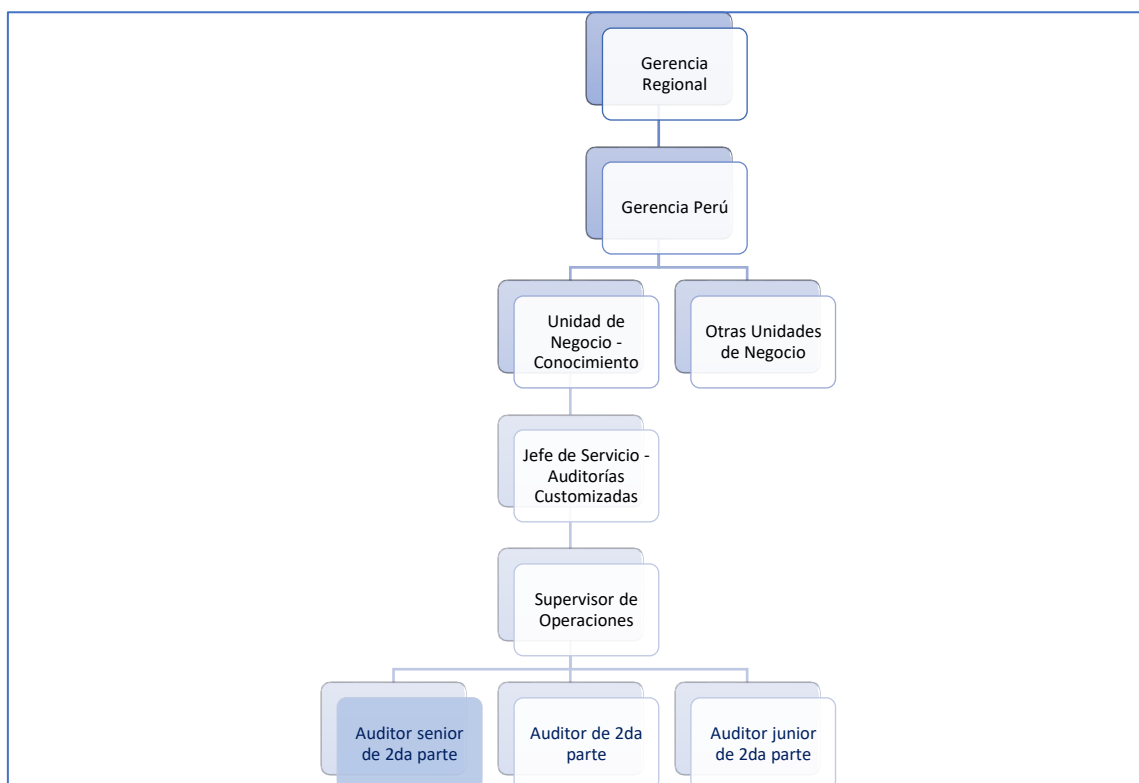 Gerencia
Regional
Gerencia Perú
Unidad de
Negocio -
Conocimiento
Otras Unidades
de Negocio
Jefe de Servicio -
Auditorías
Customizadas
Supervisor de
Operaciones
Auditor senior
de 2da parte
Auditor de 2da
parte
Auditor junior
de 2da parte